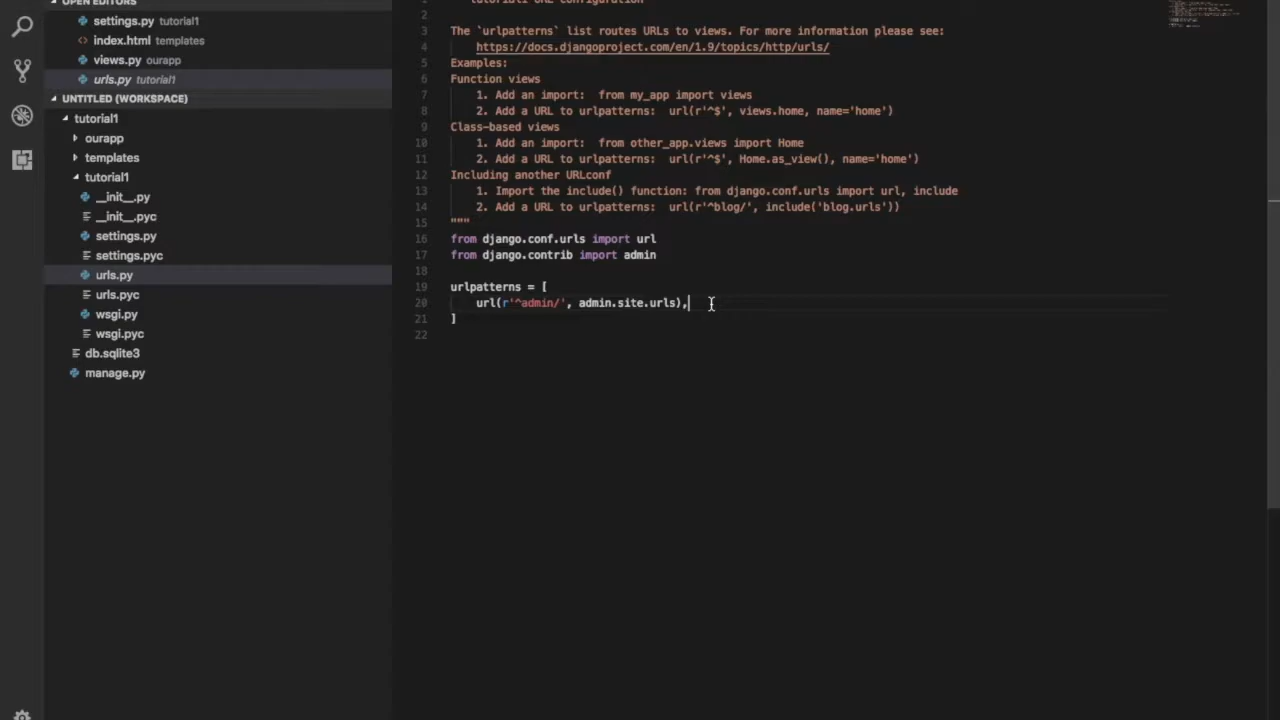 OPEN EDITORS
settings.py tutorial1
index.html templates
views.py ourapp
urls.py tutorial1
UNTITLED (WORKSPACE)
tutorial1
ourapp
templates
tutorial1
__init__.py
__init__.pyc
settings.py
settings.pyc
urls.py
urls.pyc
wsgi.py
wsgi.pyc
db.sqlite3
manage.py
1 tutorial1 URL Configuration
2
3 The `urlpatterns` list routes URLs to views. For more information please see:
4 https://docs.djangoproject.com/en/1.9/topics/http/urls/
5 Examples:
6 Function views
7 1. Add an import:  from my_app import views
8 2. Add a URL to urlpatterns:  url(r'^$', views.home, name='home')
9 Class-based views
10 1. Add an import:  from other_app.views import Home
11 2. Add a URL to urlpatterns:  url(r'^$', Home.as_view(), name='home')
12 Including another URLconf
13 1. Import the include() function: from django.conf.urls import url, include
14 2. Add a URL to urlpatterns:  url(r'^blog/', include('blog.urls'))
15 """
16 from django.conf.urls import url
17 from django.contrib import admin
18
19 urlpatterns = [
20 url(r'^admin/', admin.site.urls),
21 ]
22